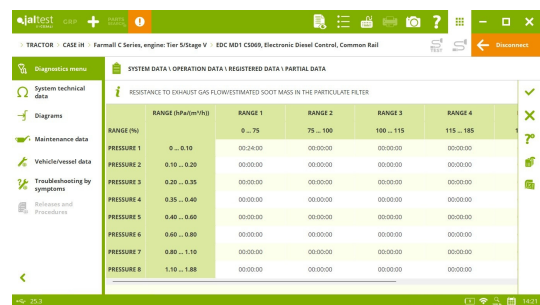 jaltest GRP PARTS
TRACTOR > CASE IH > Farmall C Series, engine: Tier 5/Stage V > EDC MD1 CS069, Electronic Diesel Control, Common Rail
TEST
Disconnect
Diagnostics menu
SYSTEM DATA \ OPERATION DATA \ REGISTERED DATA \ PARTIAL DATA
System technical data
Diagrams
Maintenance data
Vehicle/vessel data
Troubleshooting by symptoms
Releases and Procedures
RESISTANCE TO EXHAUST GAS FLOW/ESTIMATED SOOT MASS IN THE PARTICULATE FILTER
RANGE (hPa/(m³/h)) RANGE 1 RANGE 2 RANGE 3 RANGE 4
RANGE (%) 0 ... 75 75 ... 100 100 ... 115 115 ... 185 1
PRESSURE 1 0 ... 0.10 00:24:00 00:00:00 00:00:00 00:00:00
PRESSURE 2 0.10 ... 0.20 00:00:00 00:00:00 00:00:00 00:00:00
PRESSURE 3 0.20 ... 0.35 00:00:00 00:00:00 00:00:00 00:00:00
PRESSURE 4 0.35 ... 0.40 00:00:00 00:00:00 00:00:00 00:00:00
PRESSURE 5 0.40 ... 0.60 00:00:00 00:00:00 00:00:00 00:00:00
PRESSURE 6 0.60 ... 0.80 00:00:00 00:00:00 00:00:00 00:00:00
PRESSURE 7 0.80 ... 1.10 00:00:00 00:00:00 00:00:00 00:00:00
PRESSURE 8 1.10 ... 1.88 00:00:00 00:00:00 00:00:00 00:00:00
25.3
14:21